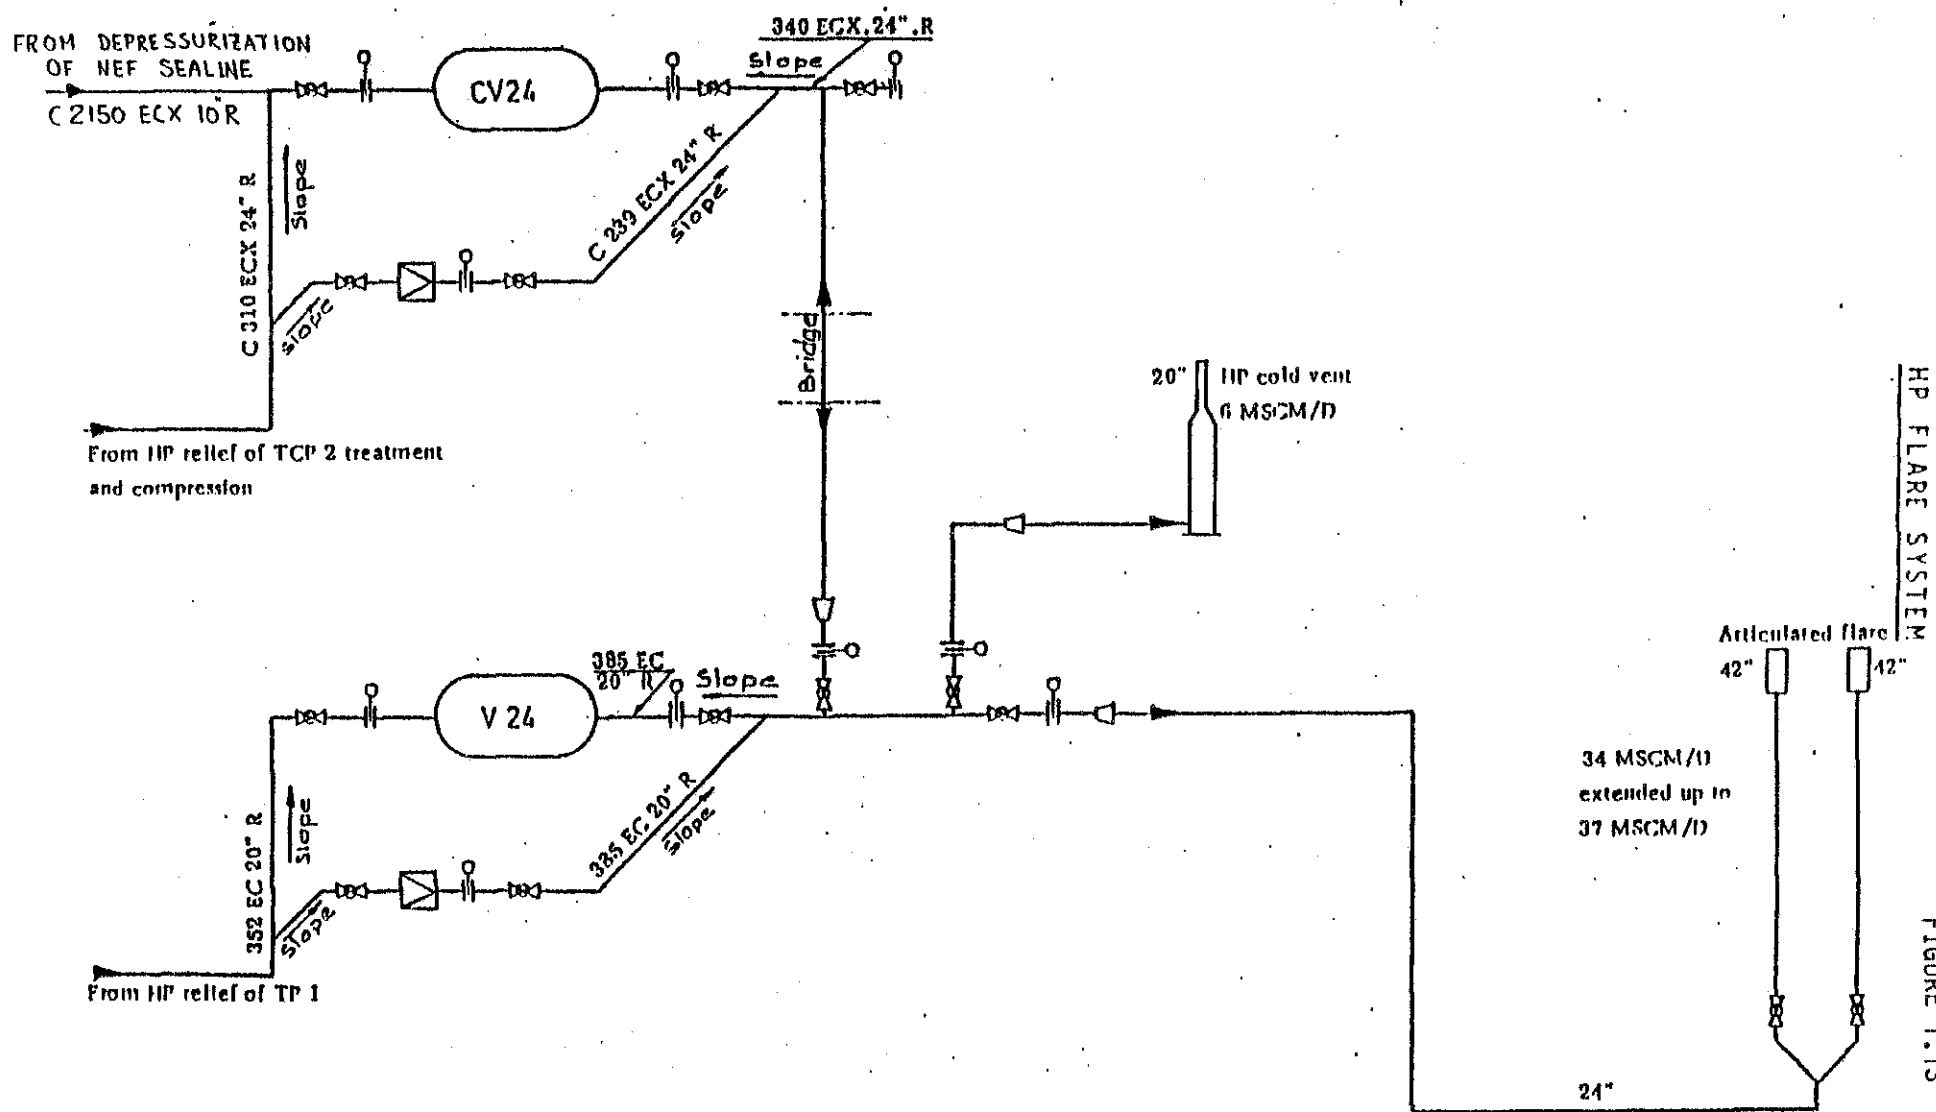 FROM DEPRESSURIZATION
OF NEF SEALINE
C 2150 ECX 10"R
CV24
340 ECX.24".R
Slope
C 310 ECX 24" R
Slope
C 239 ECX 24" R
Slope
Slope
From HP relief of TCP 2 treatment
and compression
Bridge
20"
HP cold vent
6 MSCM/D
HP FLARE SYSTEM
Articulated flare
42"
42"
385 EC
20" R
Slope
V 24
352 EC 20" R
Slope
385 EC 20" R
Slope
Slope
From HP relief of TP 1
34 MSCM/D
extended up to
37 MSCM/D
24"
FIGURE 1.15